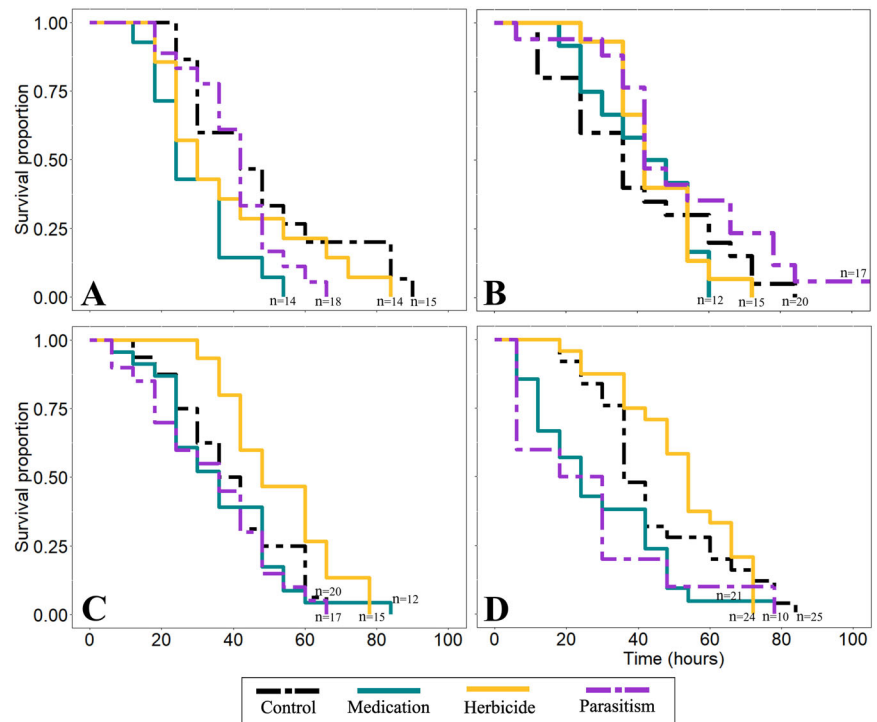 1.00
0.75
0.50
0.25
0.00
Survival proportion
A
n=14
n=18
n=14
n=15
B
n=12
n=15
n=20
n=17
1.00
0.75
0.50
0.25
0.00
Survival proportion
C
n=20
n=17
n=15
n=12
0
20
40
60
80
100
D
n=21
n=24
n=10
n=25
0
20
40
60
80
100
Time (hours)
Control
Medication
Herbicide
Parasitism